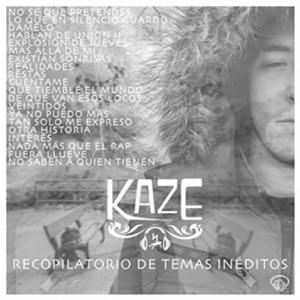 NO SE QUE PRETENDES
LO QUE EN SILENCIO GUARDO
DAMELO
HABLAN DE UNION II
EXPLOSION DE JUEVES
MAS ALLÁ DE MI
EXISTIAN SONRISAS
REALIDADES
RESTAS
CUENTAME
QUE TIEMBLE EL MUNDO
DE QUE VAN ESOS LOCOS
VEINTIDOS
YA NO PUEDO MAS
TAN SOLO ME EXPRESO
OTRA HISTORIA
INTERES
NADA MAS QUE EL RAP
FUERA LLUEVE
NO SABEN A QUIEN TIENEN
KAZE
RECOPILATORIO DE TEMAS INÉDITOS